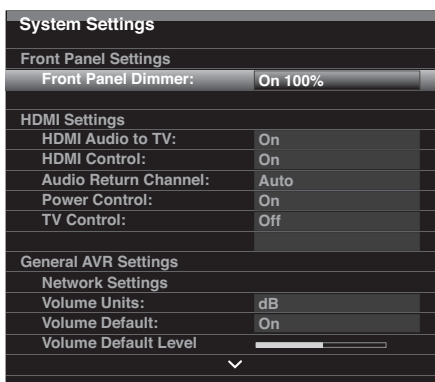 System Settings
Front Panel Settings
Front Panel Dimmer: On 100%
HDMI Settings
HDMI Audio to TV: On
HDMI Control: On
Audio Return Channel: Auto
Power Control: On
TV Control: Off
General AVR Settings
Network Settings
Volume Units: dB
Volume Default: On
Volume Default Level